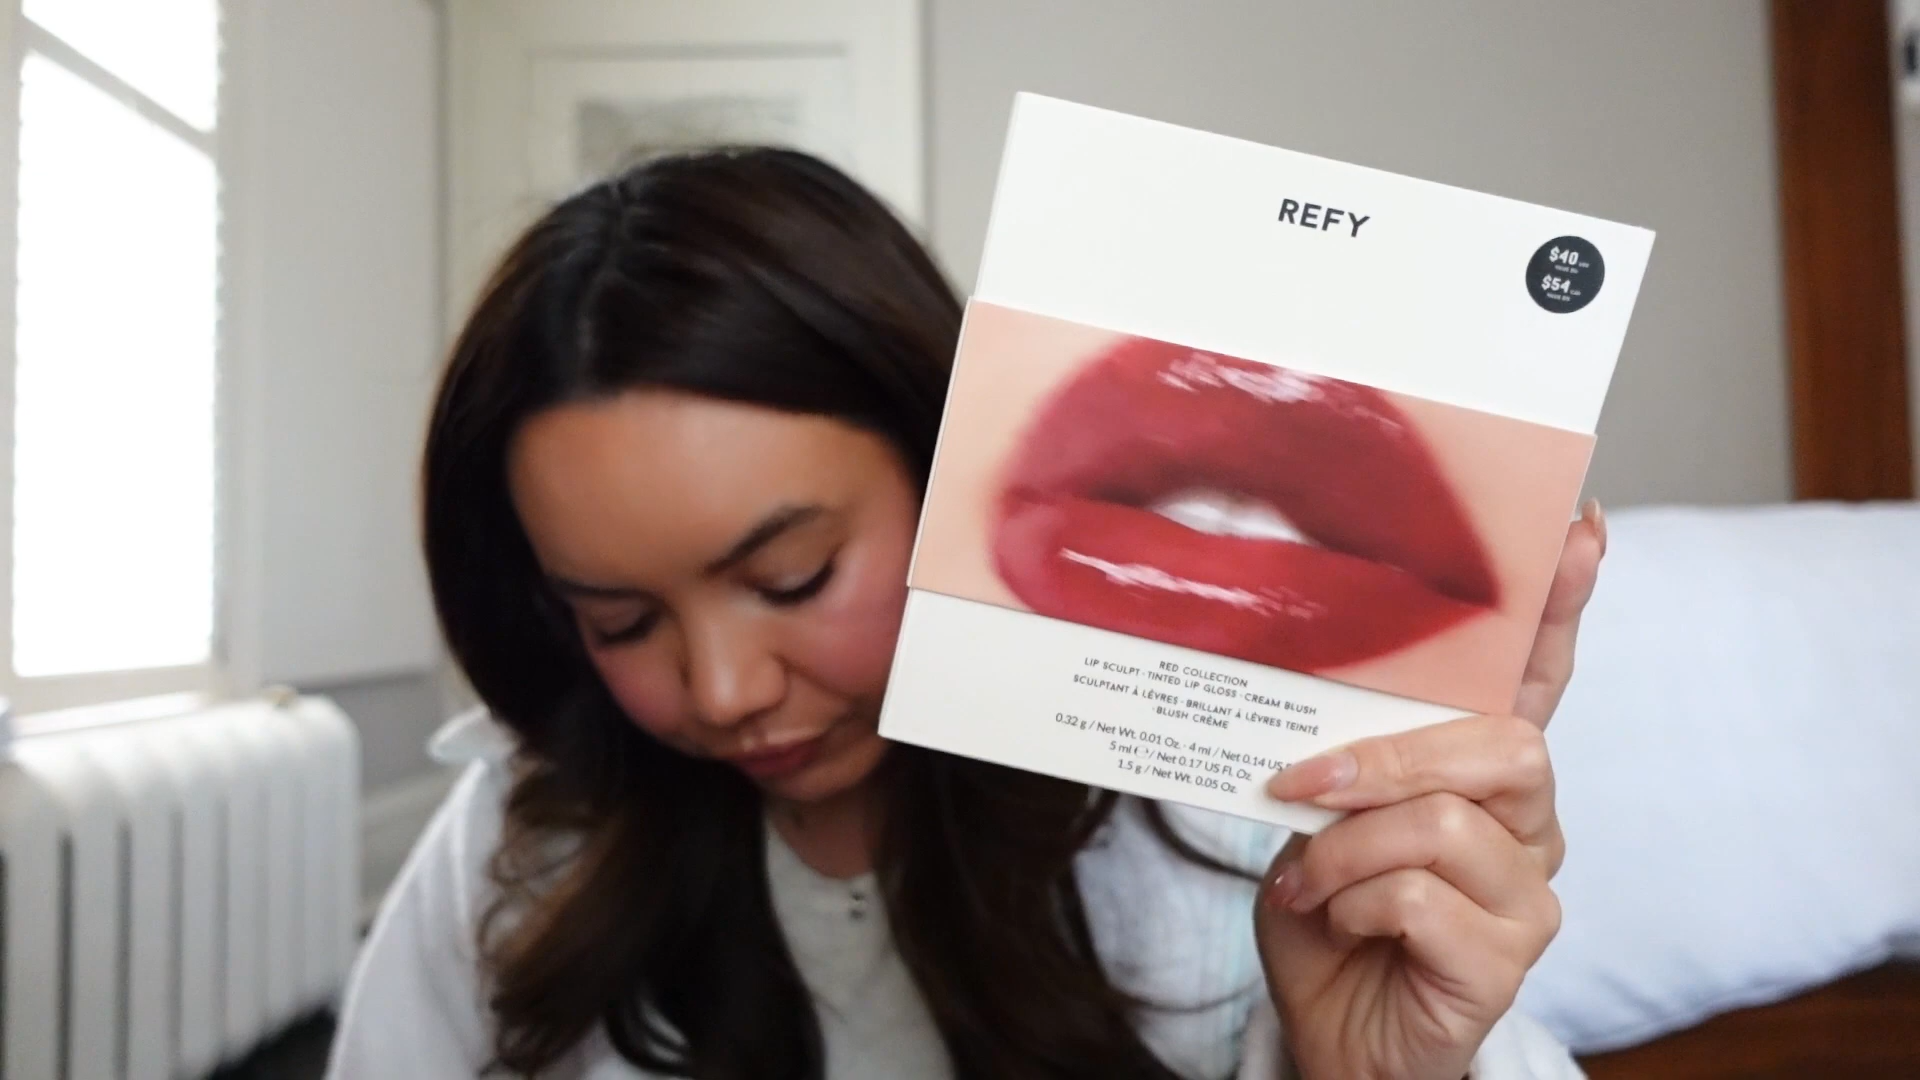 REFY
$40
$54
RED COLLECTION
LIP SCULPT · TINTED LIP GLOSS · CREAM BLUSH
SCULPTANT À LÈVRES · BRILLANT À LÈVRES TEINTÉ
· BLUSH CRÈME
0.32 g / Net Wt. 0.01 Oz. · 4 ml / Net 0.14 US
5 ml ℮ / Net 0.17 US Fl. Oz.
1.5 g / Net Wt. 0.05 Oz.